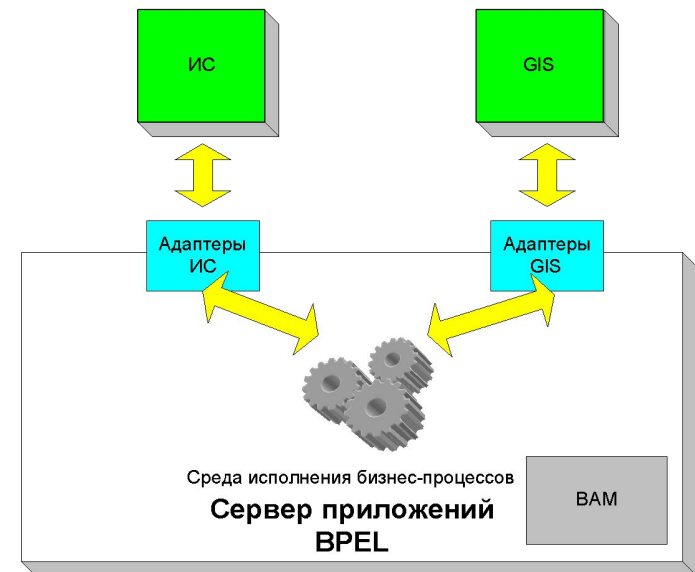 ИС
GIS
Адаптеры
ИС
Адаптеры
GIS
Среда исполнения бизнес-процессов
Сервер приложений
BPEL
BAM